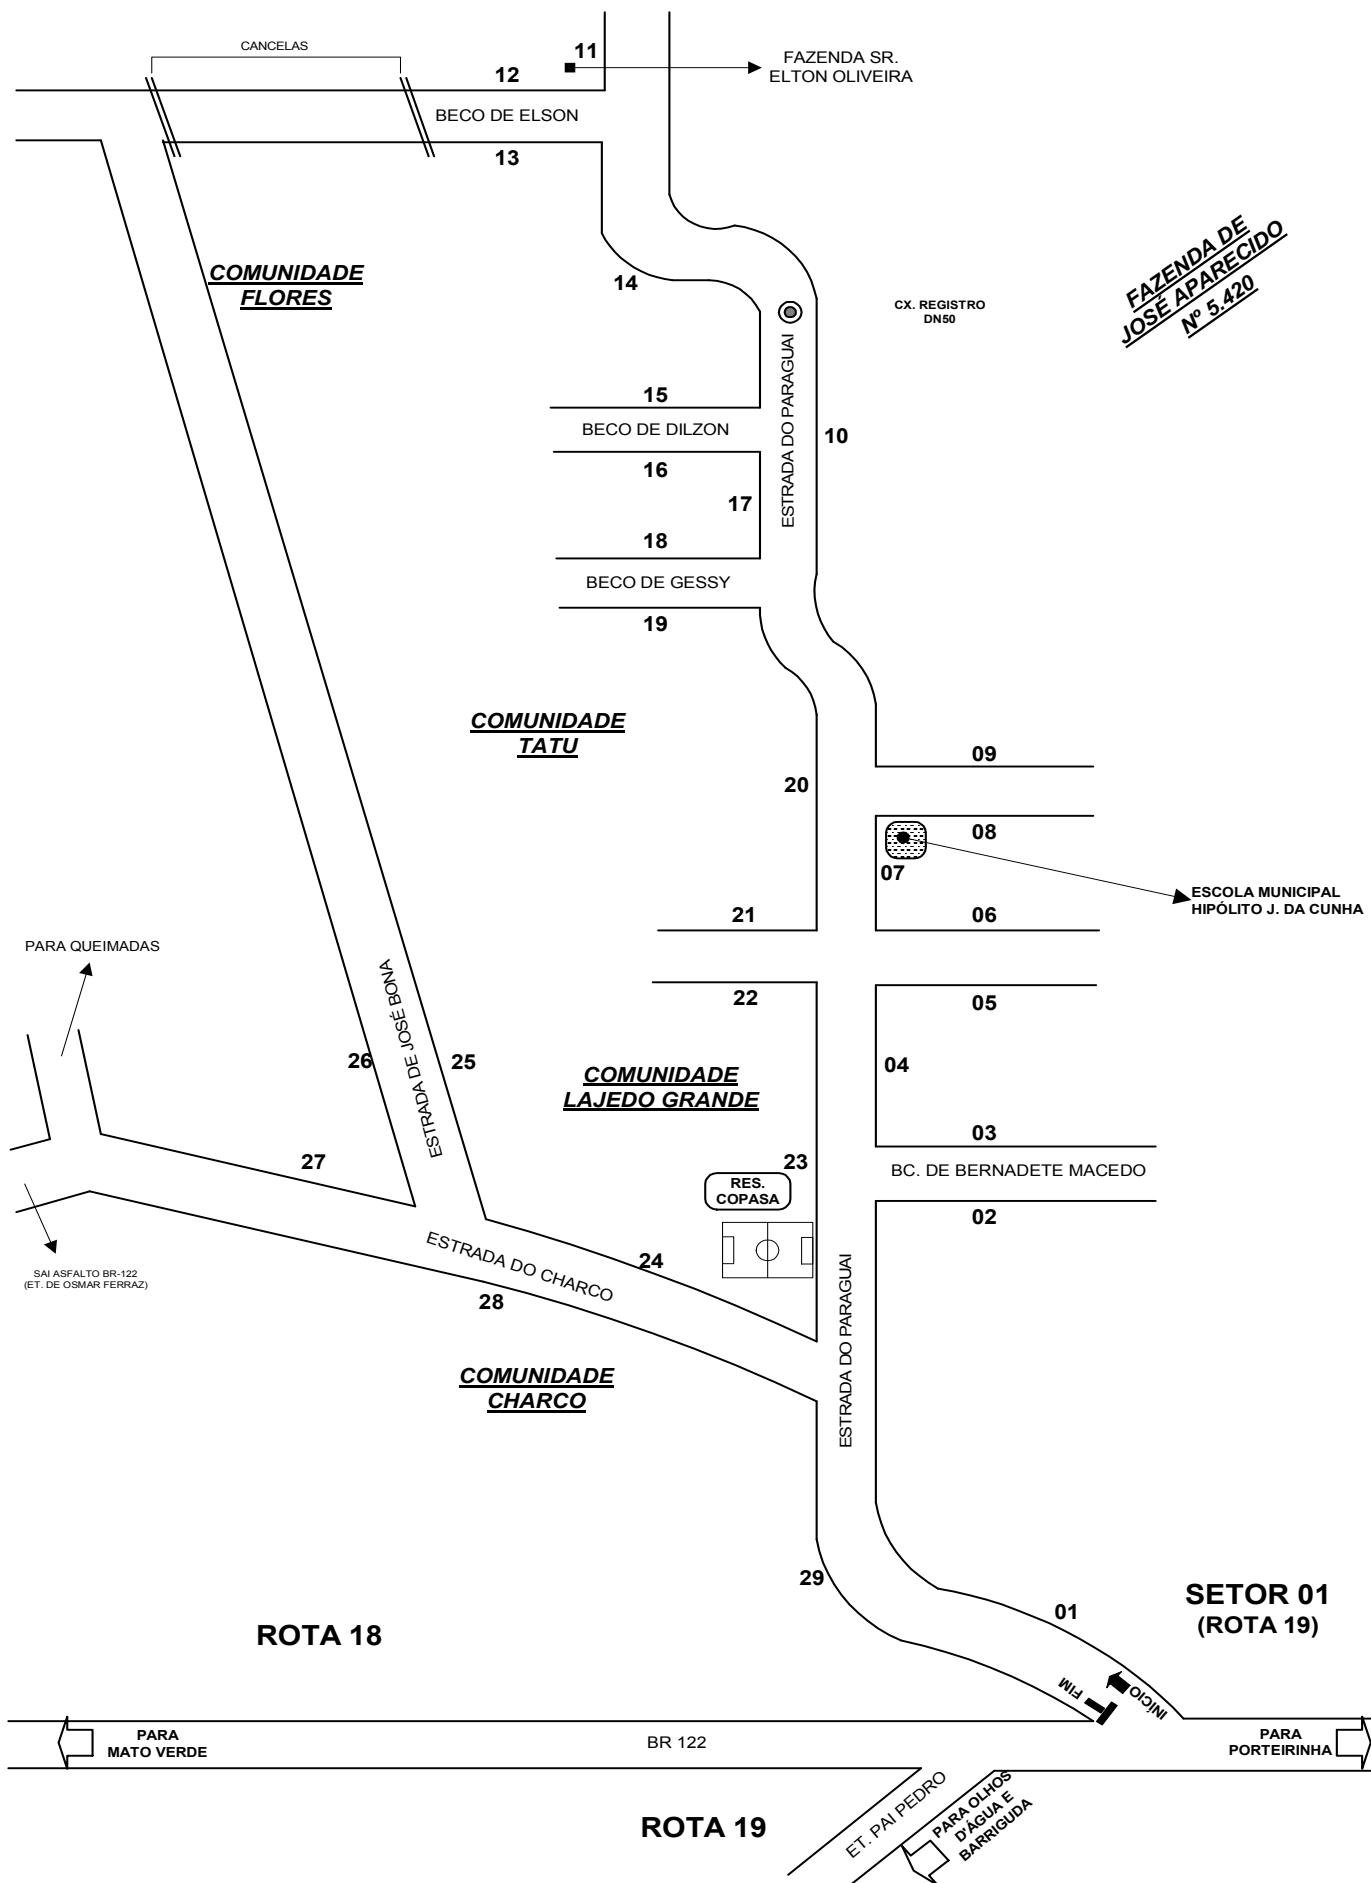 CANCELAS
11
FAZENDA SR.
ELTON OLIVEIRA
12
BECO DE ELSON
13
COMUNIDADE
FLORES
14
CX. REGISTRO
DN50
FAZENDA DE
JOSÉ APARECIDO
Nº 5.420
ESTRADA DO PARAGUAI
15
BECO DE DILZON
10
16
17
18
BECO DE GESSY
19
COMUNIDADE
TATU
09
20
08
07
ESCOLA MUNICIPAL
HIPÓLITO J. DA CUNHA
21
06
PARA QUEIMADAS
22
05
ESTRADA DE JOSÉ BONA
26
25
COMUNIDADE
LAJEDO GRANDE
04
03
27
23
BC. DE BERNADETE MACEDO
RES.
COPASA
02
ESTRADA DO CHARCO
24
SAI ASFALTO BR-122
(ET. DE OSMAR FERRAZ)
28
ESTRADA DO PARAGUAI
COMUNIDADE
CHARCO
29
01
SETOR 01
(ROTA 19)
ROTA 18
FIM
INÍCIO
PARA
MATO VERDE
BR 122
PARA
PORTEIRINHA
ET. PAI PEDRO
PARA OLHOS
D'ÁGUA E
BARRIGUDA
ROTA 19